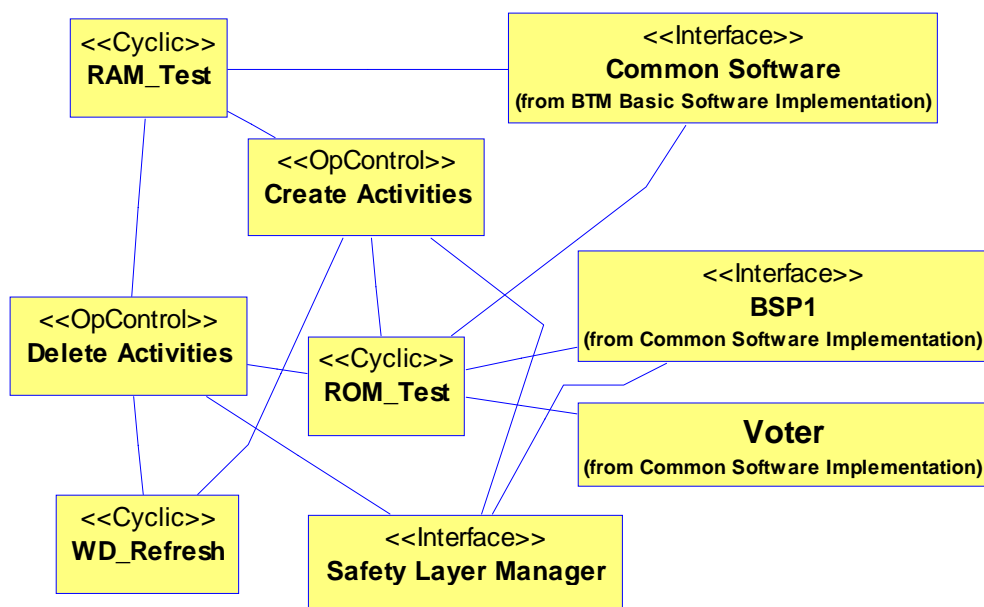 <<Cyclic>>
RAM_Test
<<Interface>>
Common Software
(from BTM Basic Software Implementation)
<<OpControl>>
Create Activities
<<Interface>>
BSP1
(from Common Software Implementation)
<<OpControl>>
Delete Activities
<<Cyclic>>
ROM_Test
Voter
(from Common Software Implementation)
<<Cyclic>>
WD_Refresh
<<Interface>>
Safety Layer Manager